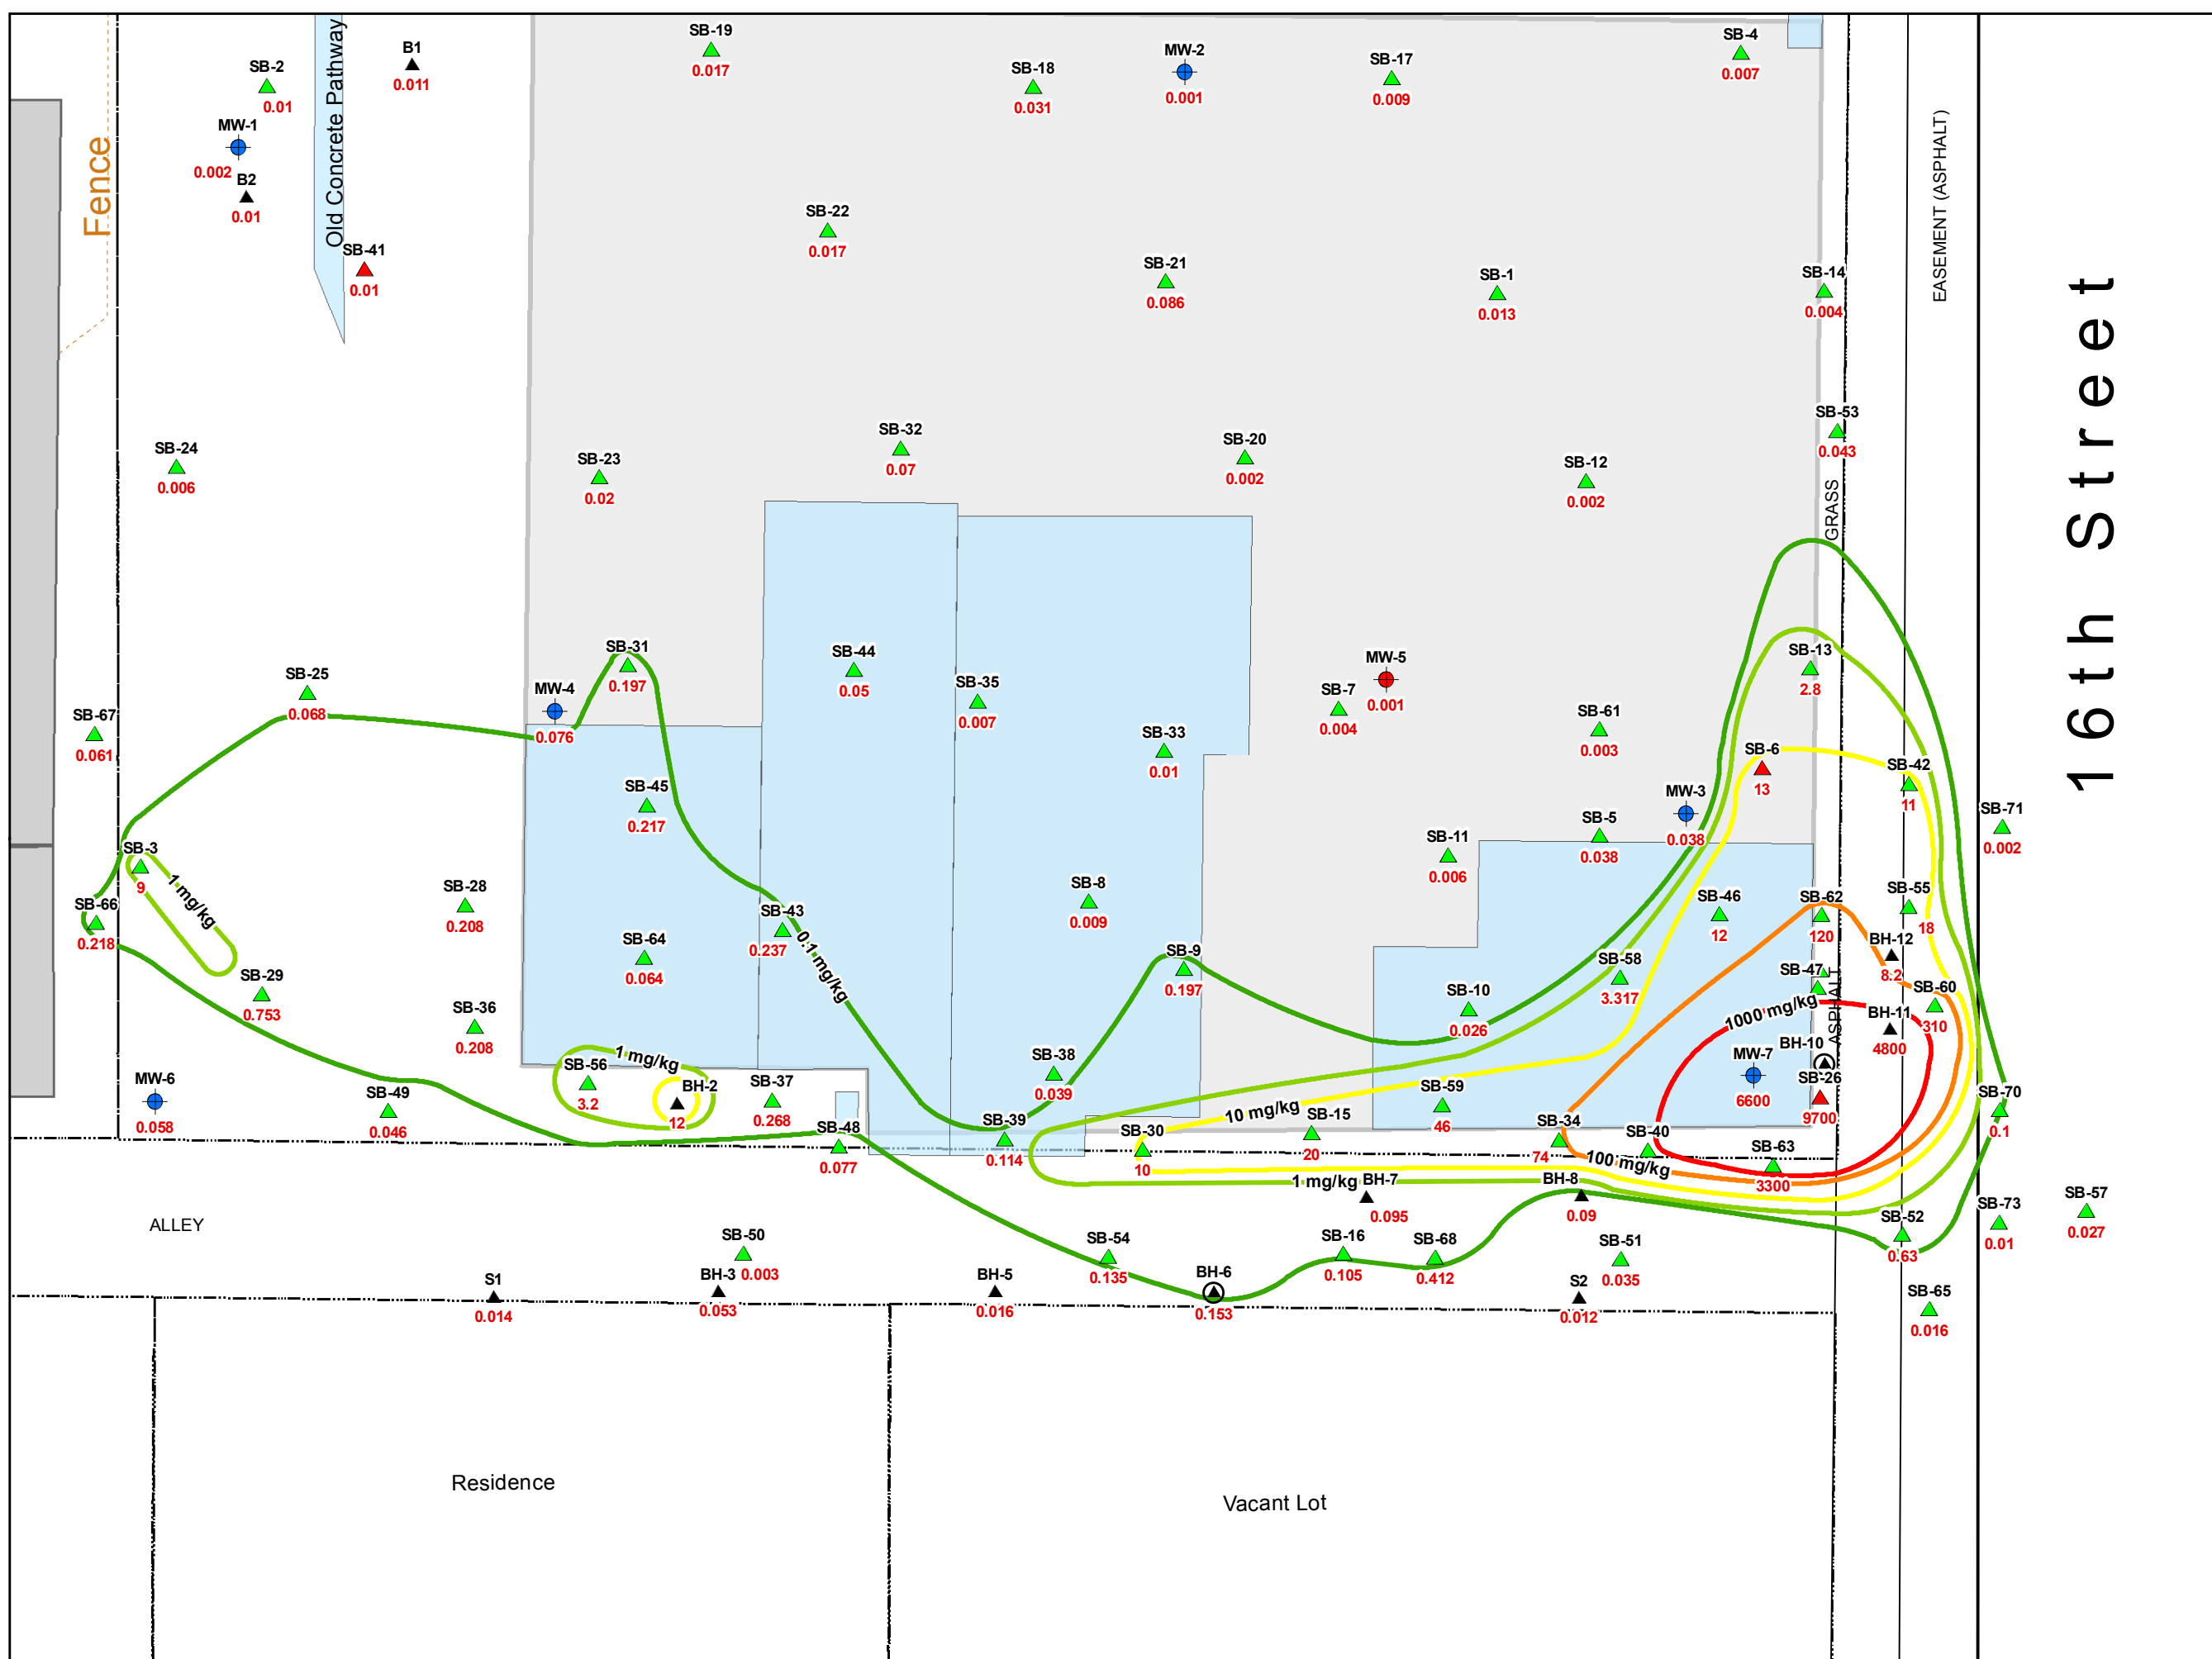 SB-19
0.017
SB-4
0.007
B1
0.011
MW-2
0.001
SB-17
0.009
SB-2
0.01
SB-18
0.031
Old Concrete Pathway
MW-1
0.002
B2
0.01
Fence
EASEMENT (ASPHALT)
SB-22
0.017
SB-41
0.01
SB-21
0.086
SB-1
0.013
SB-14
0.004
16th Street
SB-53
0.043
SB-32
0.07
SB-20
0.002
SB-24
0.006
SB-23
0.02
SB-12
0.002
GRASS
SB-31
0.197
SB-44
0.05
SB-13
2.8
MW-5
0.001
SB-25
0.068
MW-4
0.076
SB-35
0.007
SB-7
0.004
SB-67
0.061
SB-61
0.003
SB-33
0.01
SB-6
13
SB-42
11
SB-45
0.217
MW-3
0.038
SB-71
0.002
SB-5
0.038
SB-11
0.006
SB-3
9
1 mg/kg
SB-28
0.208
SB-8
0.009
SB-46
12
SB-62
120
SB-55
18
SB-66
0.218
SB-43
0.237
0.1 mg/kg
SB-64
0.064
BH-12
8.2
SB-9
0.197
SB-58
3.317
SB-47
ASPHALT
SB-29
0.753
SB-10
0.026
SB-60
310
1000 mg/kg
SB-36
0.208
BH-11
4800
BH-10
SB-56
3.2
1 mg/kg
BH-2
12
SB-37
0.268
SB-38
0.039
MW-7
6600
SB-26
9700
MW-6
0.058
SB-49
0.046
SB-59
46
SB-70
0.1
10 mg/kg
SB-15
20
SB-48
0.077
SB-39
0.114
SB-30
10
SB-34
74
SB-40
100 mg/kg
SB-63
3300
1 mg/kg
BH-7
0.095
BH-8
0.09
SB-57
0.027
SB-73
0.01
SB-52
0.63
ALLEY
SB-50
0.003
SB-54
0.135
SB-16
0.105
SB-68
0.412
SB-51
0.035
S1
0.014
BH-3
0.053
BH-5
0.016
BH-6
0.153
S2
0.012
SB-65
0.016
Residence
Vacant Lot